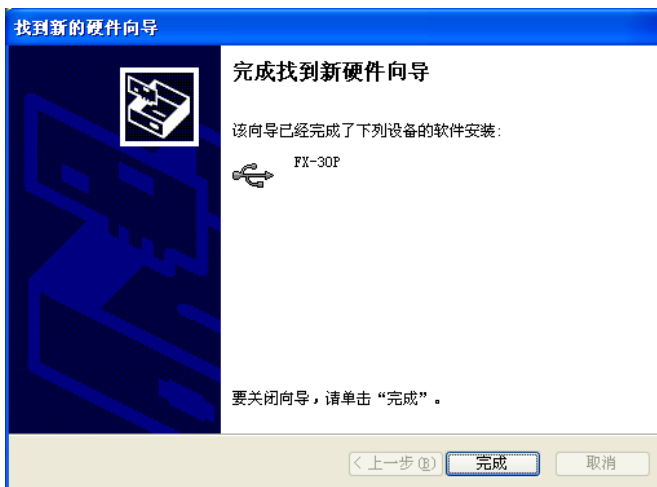 找到新的硬件向导
完成找到新硬件向导
该向导已经完成了下列设备的软件安装:
FX-30P
要关闭向导，请单击“完成”。
< 上一步(B)
完成
取消